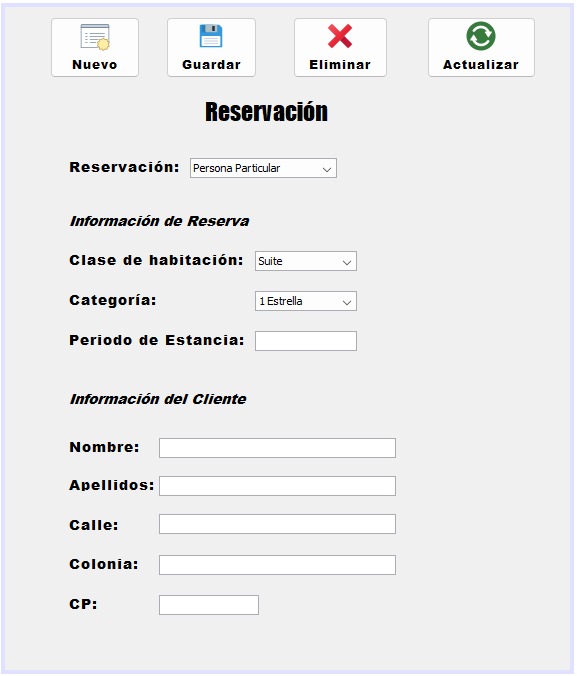 Nuevo Guardar Eliminar Actualizar
Reservación
Reservación: Persona Particular
Información de Reserva
Clase de habitación: Suite
Categoría: 1 Estrella
Periodo de Estancia:
Información del Cliente
Nombre:
Apellidos:
Calle:
Colonia:
CP: